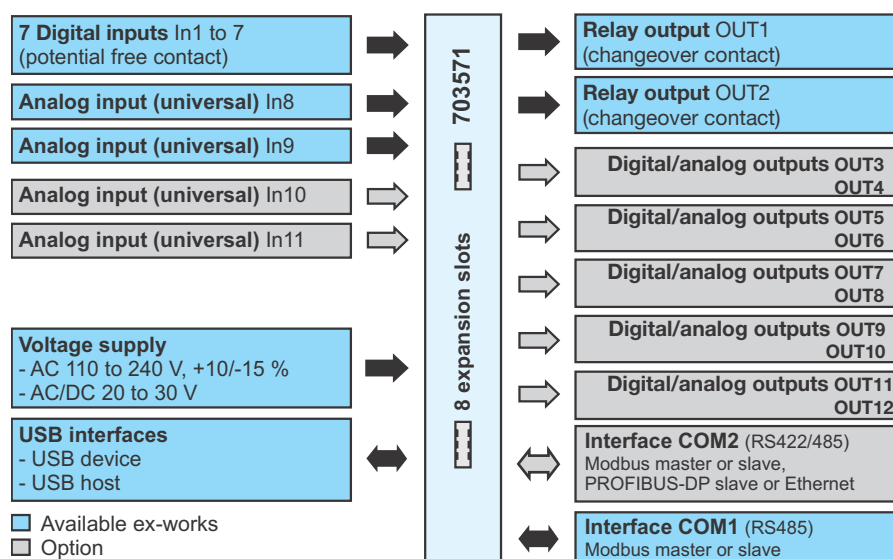 7 Digital inputs In1 to 7
(potential free contact)
Analog input (universal) In8
Analog input (universal) In9
Analog input (universal) In10
Analog input (universal) In11
Voltage supply
- AC 110 to 240 V, +10/-15 %
- AC/DC 20 to 30 V
USB interfaces
- USB device
- USB host
Available ex-works
Option
703571
8 expansion slots
Relay output OUT1
(changeover contact)
Relay output OUT2
(changeover contact)
Digital/analog outputs OUT3
OUT4
Digital/analog outputs OUT5
OUT6
Digital/analog outputs OUT7
OUT8
Digital/analog outputs OUT9
OUT10
Digital/analog outputs OUT11
OUT12
Interface COM2 (RS422/485)
Modbus master or slave,
PROFIBUS-DP slave or Ethernet
Interface COM1 (RS485)
Modbus master or slave